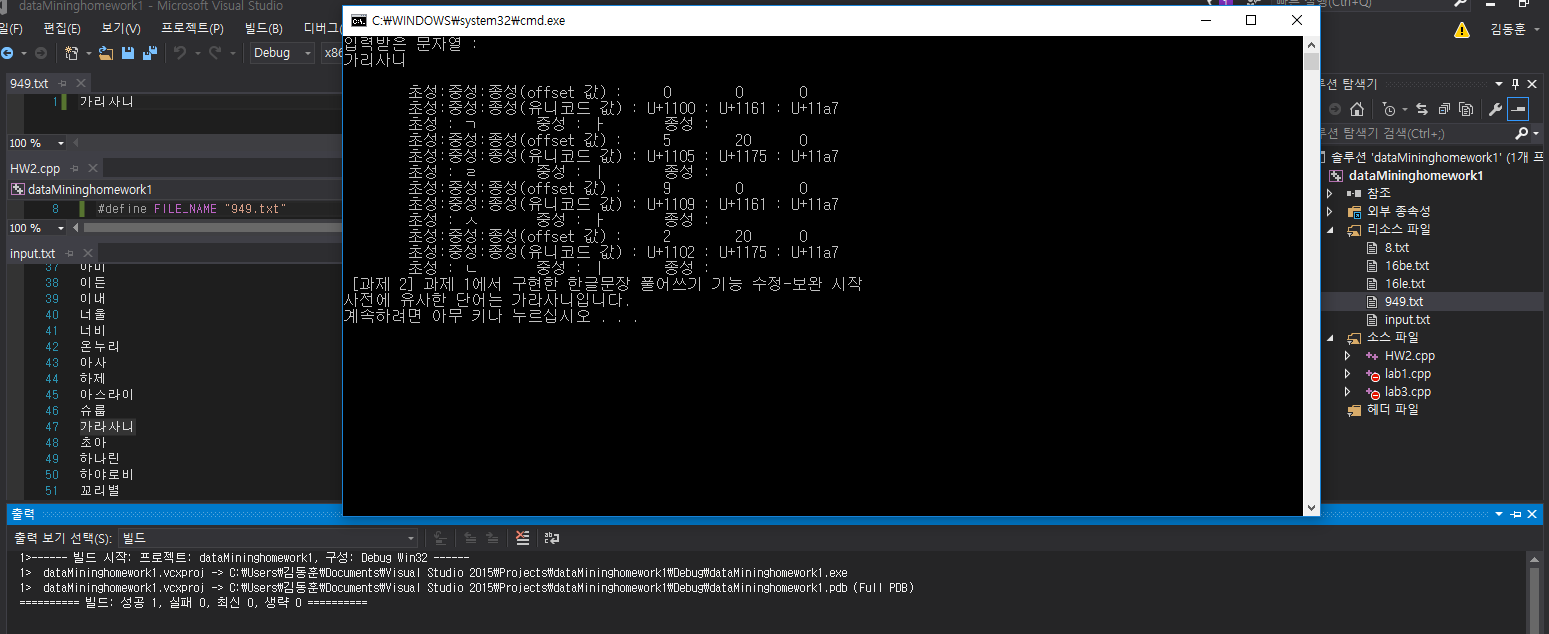 dataMininghomework1 - Microsoft Visual Studio
빠른 실행(Ctrl+Q)
일(F) 편집(E) 보기(V) 프로젝트(P) 빌드(B) 디버그(
김동훈
Debug x86
949.txt
1 가리사니
100 %
HW2.cpp
dataMininghomework1
8 #define FILE_NAME "949.txt"
100 %
input.txt
37 아미
38 이든
39 이내
40 너울
41 너비
42 온누리
43 아사
44 하제
45 아스라이
46 슈룹
47 가라사니
48 초아
49 하나린
50 하야로비
51 꼬리별
C:\WINDOWS\system32\cmd.exe
입력받은 문자열 :
가리사니
초성:중성:종성(offset 값) : 0 0 0
초성:중성:종성(유니코드 값) : U+1100 : U+1161 : U+11a7
초성 : ㄱ 중성 : ㅏ 종성 :
초성:중성:종성(offset 값) : 5 20 0
초성:중성:종성(유니코드 값) : U+1105 : U+1175 : U+11a7
초성 : ㄹ 중성 : ㅣ 종성 :
초성:중성:종성(offset 값) : 9 0 0
초성:중성:종성(유니코드 값) : U+1109 : U+1161 : U+11a7
초성 : ㅅ 중성 : ㅏ 종성 :
초성:중성:종성(offset 값) : 2 20 0
초성:중성:종성(유니코드 값) : U+1102 : U+1175 : U+11a7
초성 : ㄴ 중성 : ㅣ 종성 :
[과제 2] 과제 1에서 구현한 한글문장 풀어쓰기 기능 수정-보완 시작
사전에 유사한 단어는 가라사니입니다.
계속하려면 아무 키나 누르십시오 . . .
루션 탐색기
루션 탐색기 검색(Ctrl+;)
솔루션 'dataMininghomework1' (1개 프
dataMininghomework1
참조
외부 종속성
리소스 파일
8.txt
16be.txt
16le.txt
949.txt
input.txt
소스 파일
HW2.cpp
lab1.cpp
lab3.cpp
헤더 파일
출력
출력 보기 선택(S): 빌드
1>------ 빌드 시작: 프로젝트: dataMininghomework1, 구성: Debug Win32 ------
1> dataMininghomework1.vcxproj -> C:\Users\김동훈\Documents\Visual Studio 2015\Projects\dataMininghomework1\Debug\dataMininghomework1.exe
1> dataMininghomework1.vcxproj -> C:\Users\김동훈\Documents\Visual Studio 2015\Projects\dataMininghomework1\Debug\dataMininghomework1.pdb (Full PDB)
========== 빌드: 성공 1, 실패 0, 최신 0, 생략 0 ==========